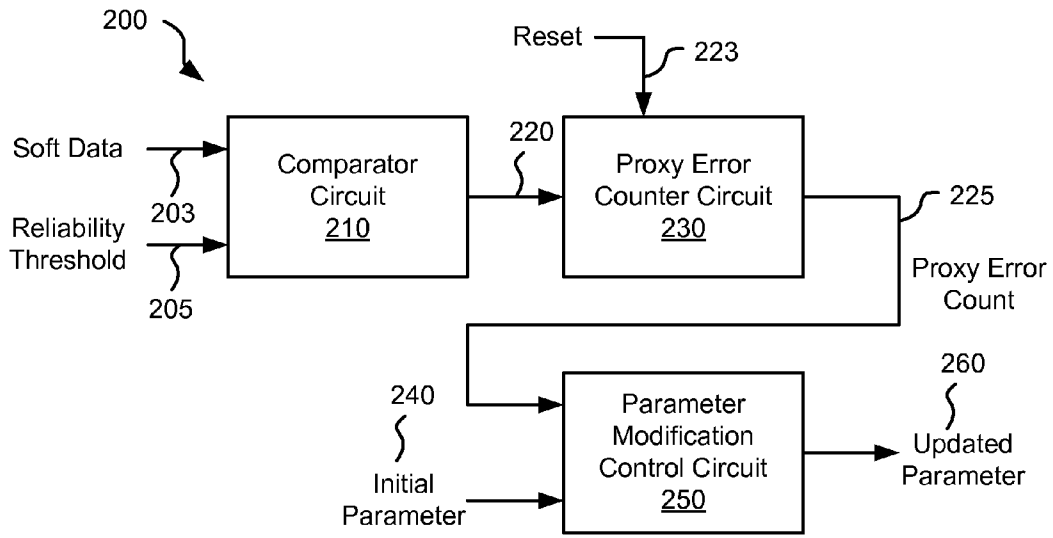 200
Reset
223
Soft Data
203
Reliability
Threshold
205
Comparator
Circuit
210
220
Proxy Error
Counter Circuit
230
225
Proxy Error
Count
240
Initial
Parameter
Parameter
Modification
Control Circuit
250
260
Updated
Parameter